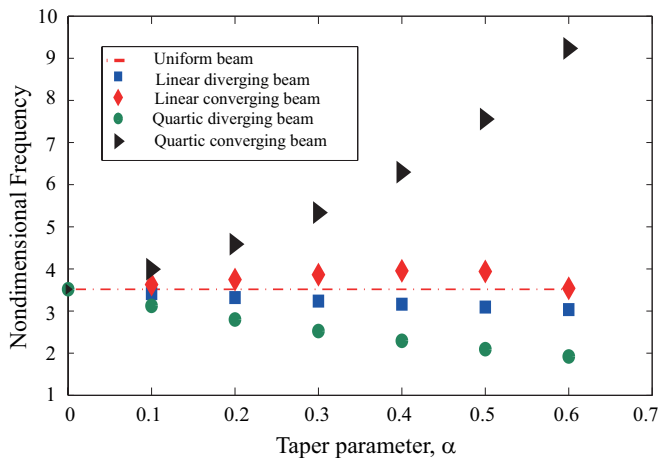 10
9
8
7
6
5
4
3
2
1
Nondimensional Frequency
Uniform beam
Linear diverging beam
Linear converging beam
Quartic diverging beam
Quartic converging beam
0 0.1 0.2 0.3 0.4 0.5 0.6 0.7
Taper parameter, α